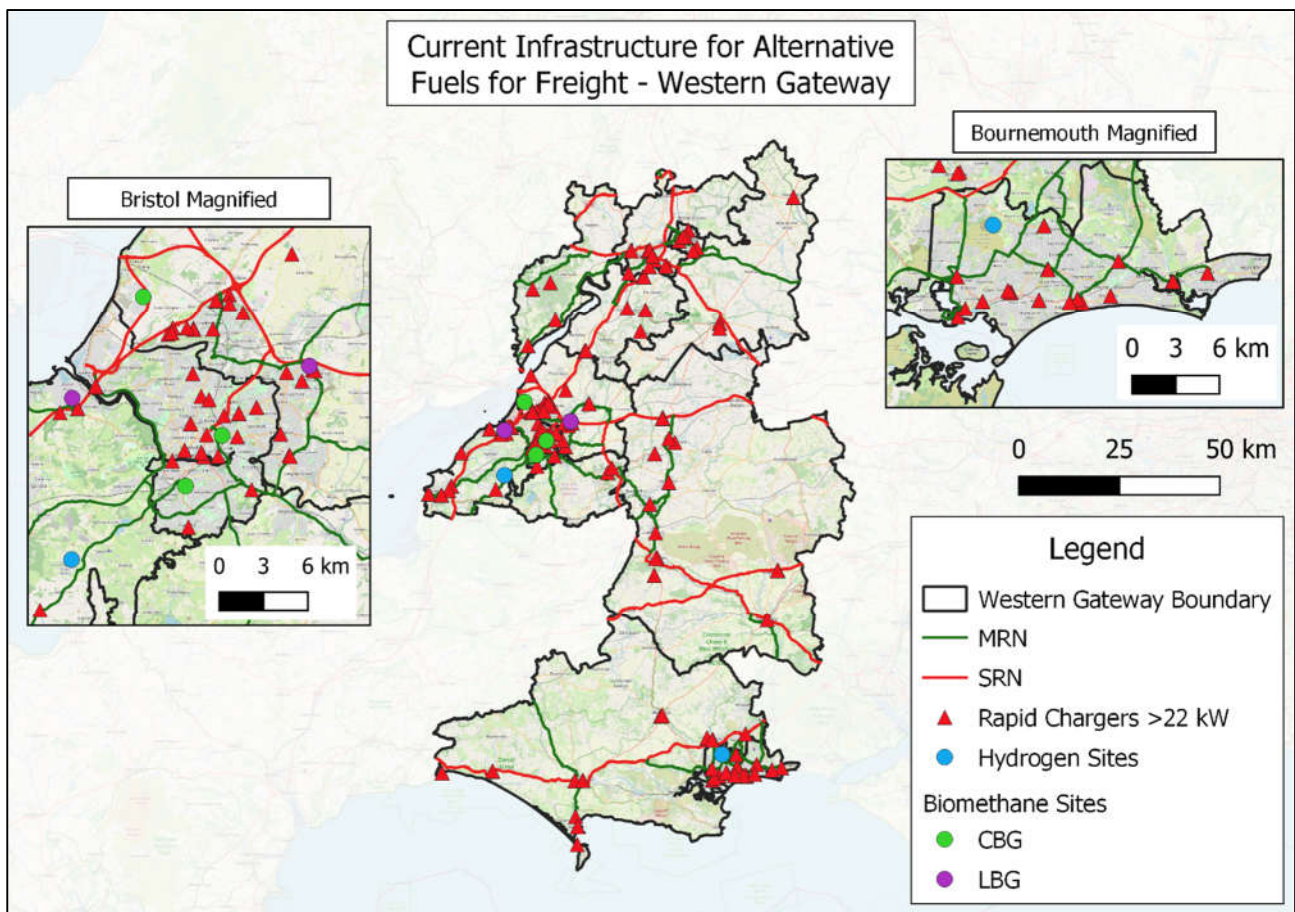 Current Infrastructure for Alternative
Fuels for Freight - Western Gateway
Bristol Magnified
0 3 6 km
Bournemouth Magnified
0 3 6 km
0 25 50 km
Legend
Western Gateway Boundary
MRN
SRN
Rapid Chargers >22 kW
Hydrogen Sites
Biomethane Sites
CBG
LBG